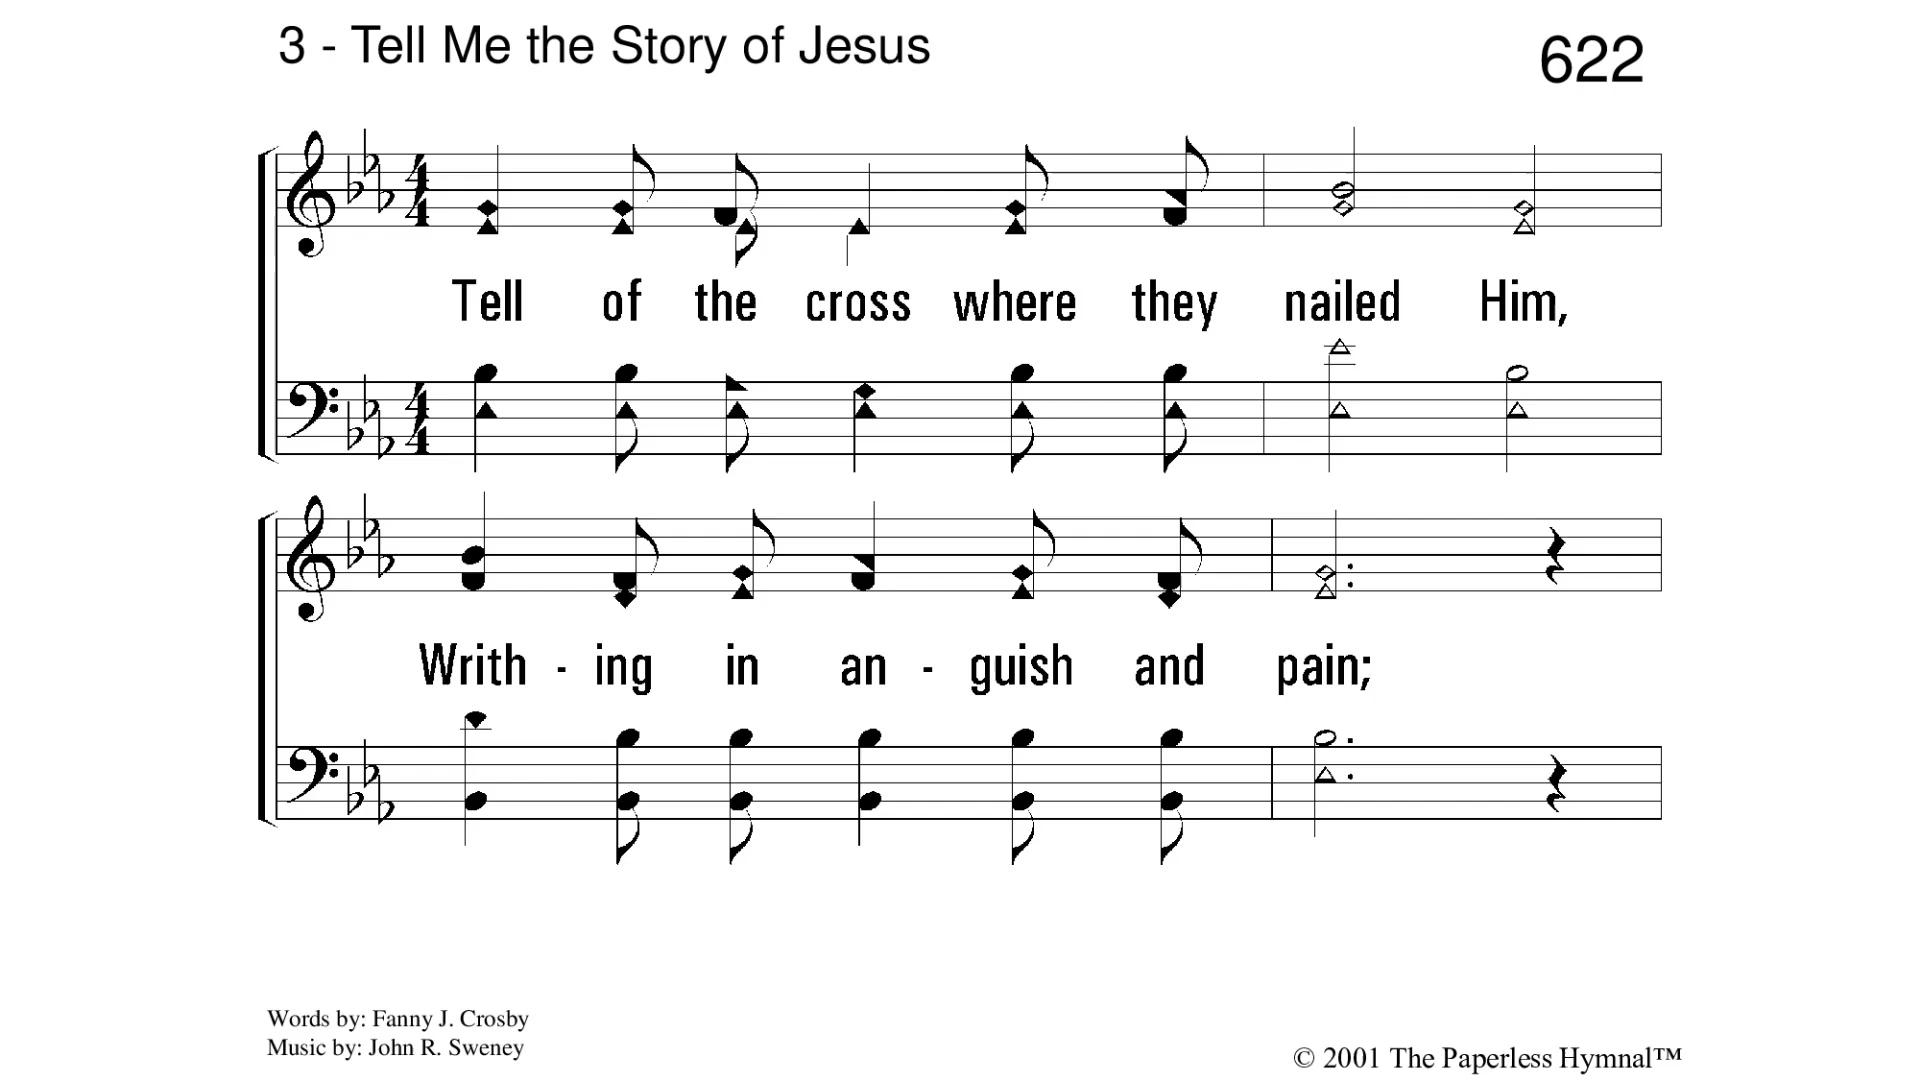 3 - Tell Me the Story of Jesus
622
Tell of the cross where they nailed Him,
Writh - ing in an - guish and pain;
Words by: Fanny J. Crosby
Music by: John R. Sweney
© 2001 The Paperless Hymnal™